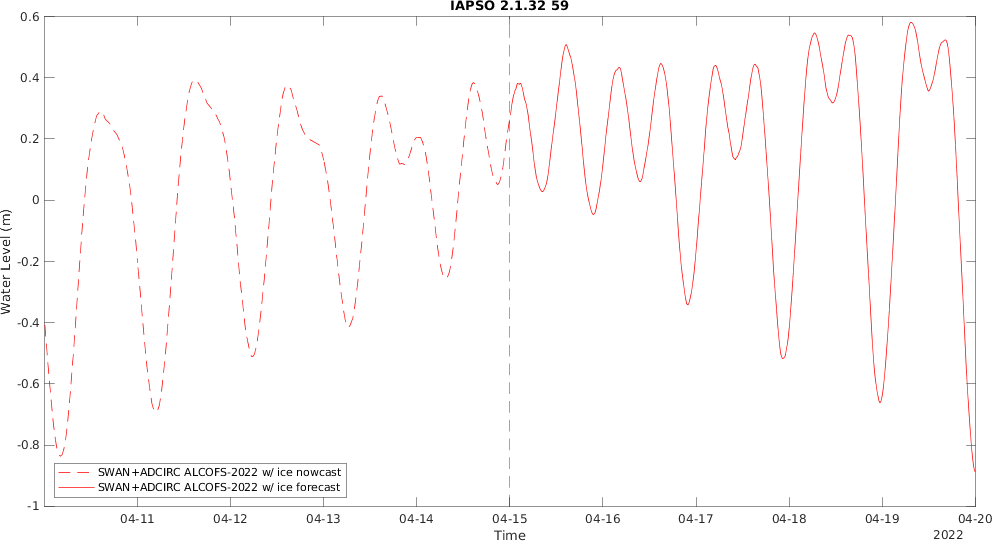 IAPSO 2.1.32 59
Water Level (m)
0.6
0.4
0.2
0
-0.2
-0.4
-0.6
-0.8
-1
SWAN+ADCIRC ALCOFS-2022 w/ ice nowcast
SWAN+ADCIRC ALCOFS-2022 w/ ice forecast
04-11 04-12 04-13 04-14 04-15 04-16 04-17 04-18 04-19 04-20
Time
2022